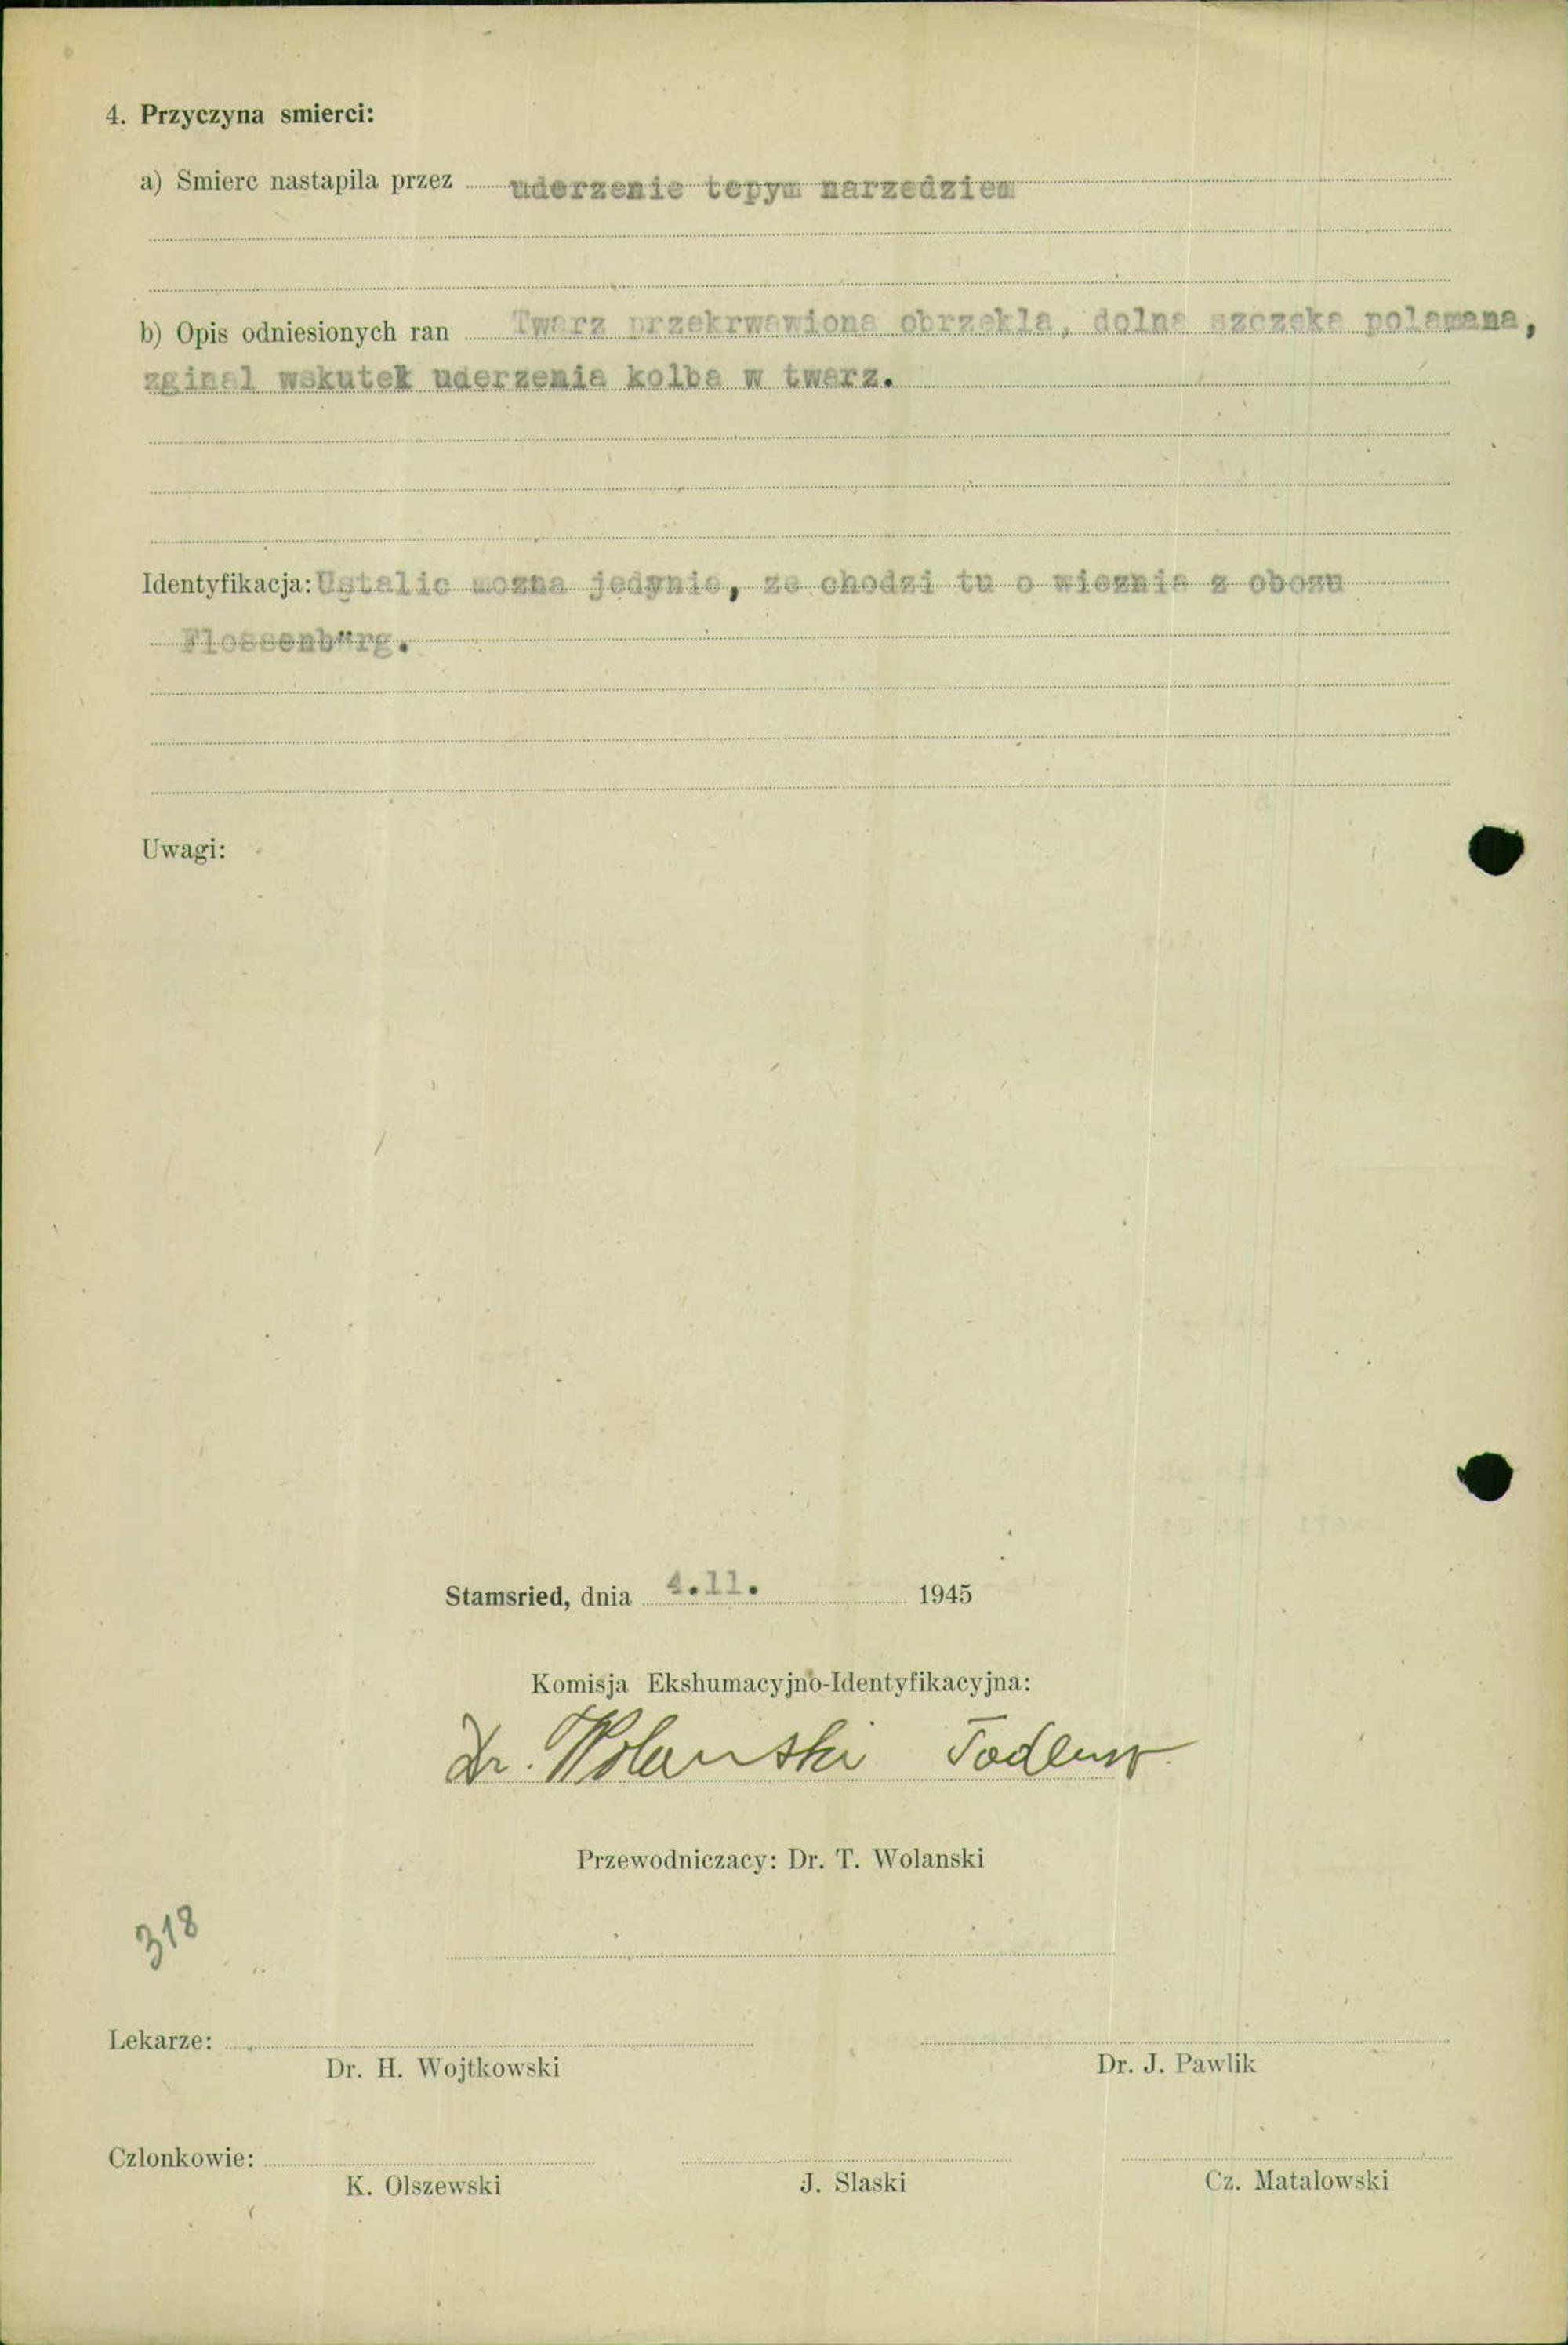 4. Przyczyna smierci:
a) Smierc nastapila przez uderzenie tepym narzedziem
b) Opis odniesionych ran Twarz przekrwawiona obrzekla, dolna szczeka polamana,
zginal wskutek uderzenia kolba w twarz.
Identyfikacja: Ustalic mozna jedynie, ze chodzi tu o wieznia z obozu
Flossenb"rg.
Uwagi:
Stamsried, dnia 4.11. 1945
Komisja Ekshumacyjno-Identyfikacyjna:
Dr. Wolański Tadeusz
Przewodniczacy: Dr. T. Wolanski
318
Lekarze:
Dr. H. Wojtkowski Dr. J. Pawlik
Czlonkowie:
K. Olszewski J. Slaski Cz. Matalowski